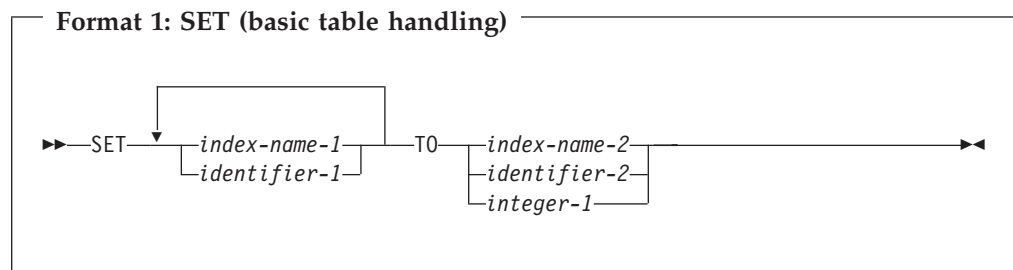 Format 1: SET (basic table handling)
SET index-name-1 TO index-name-2
identifier-1 identifier-2
integer-1